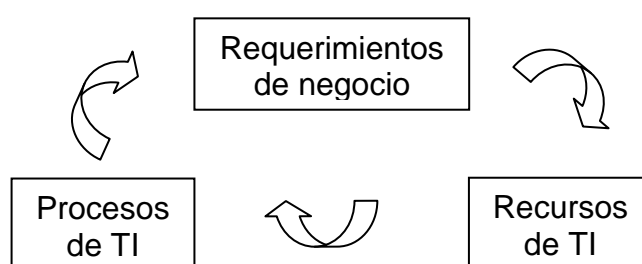 Requerimientos
de negocio
Procesos
de TI
Recursos
de TI